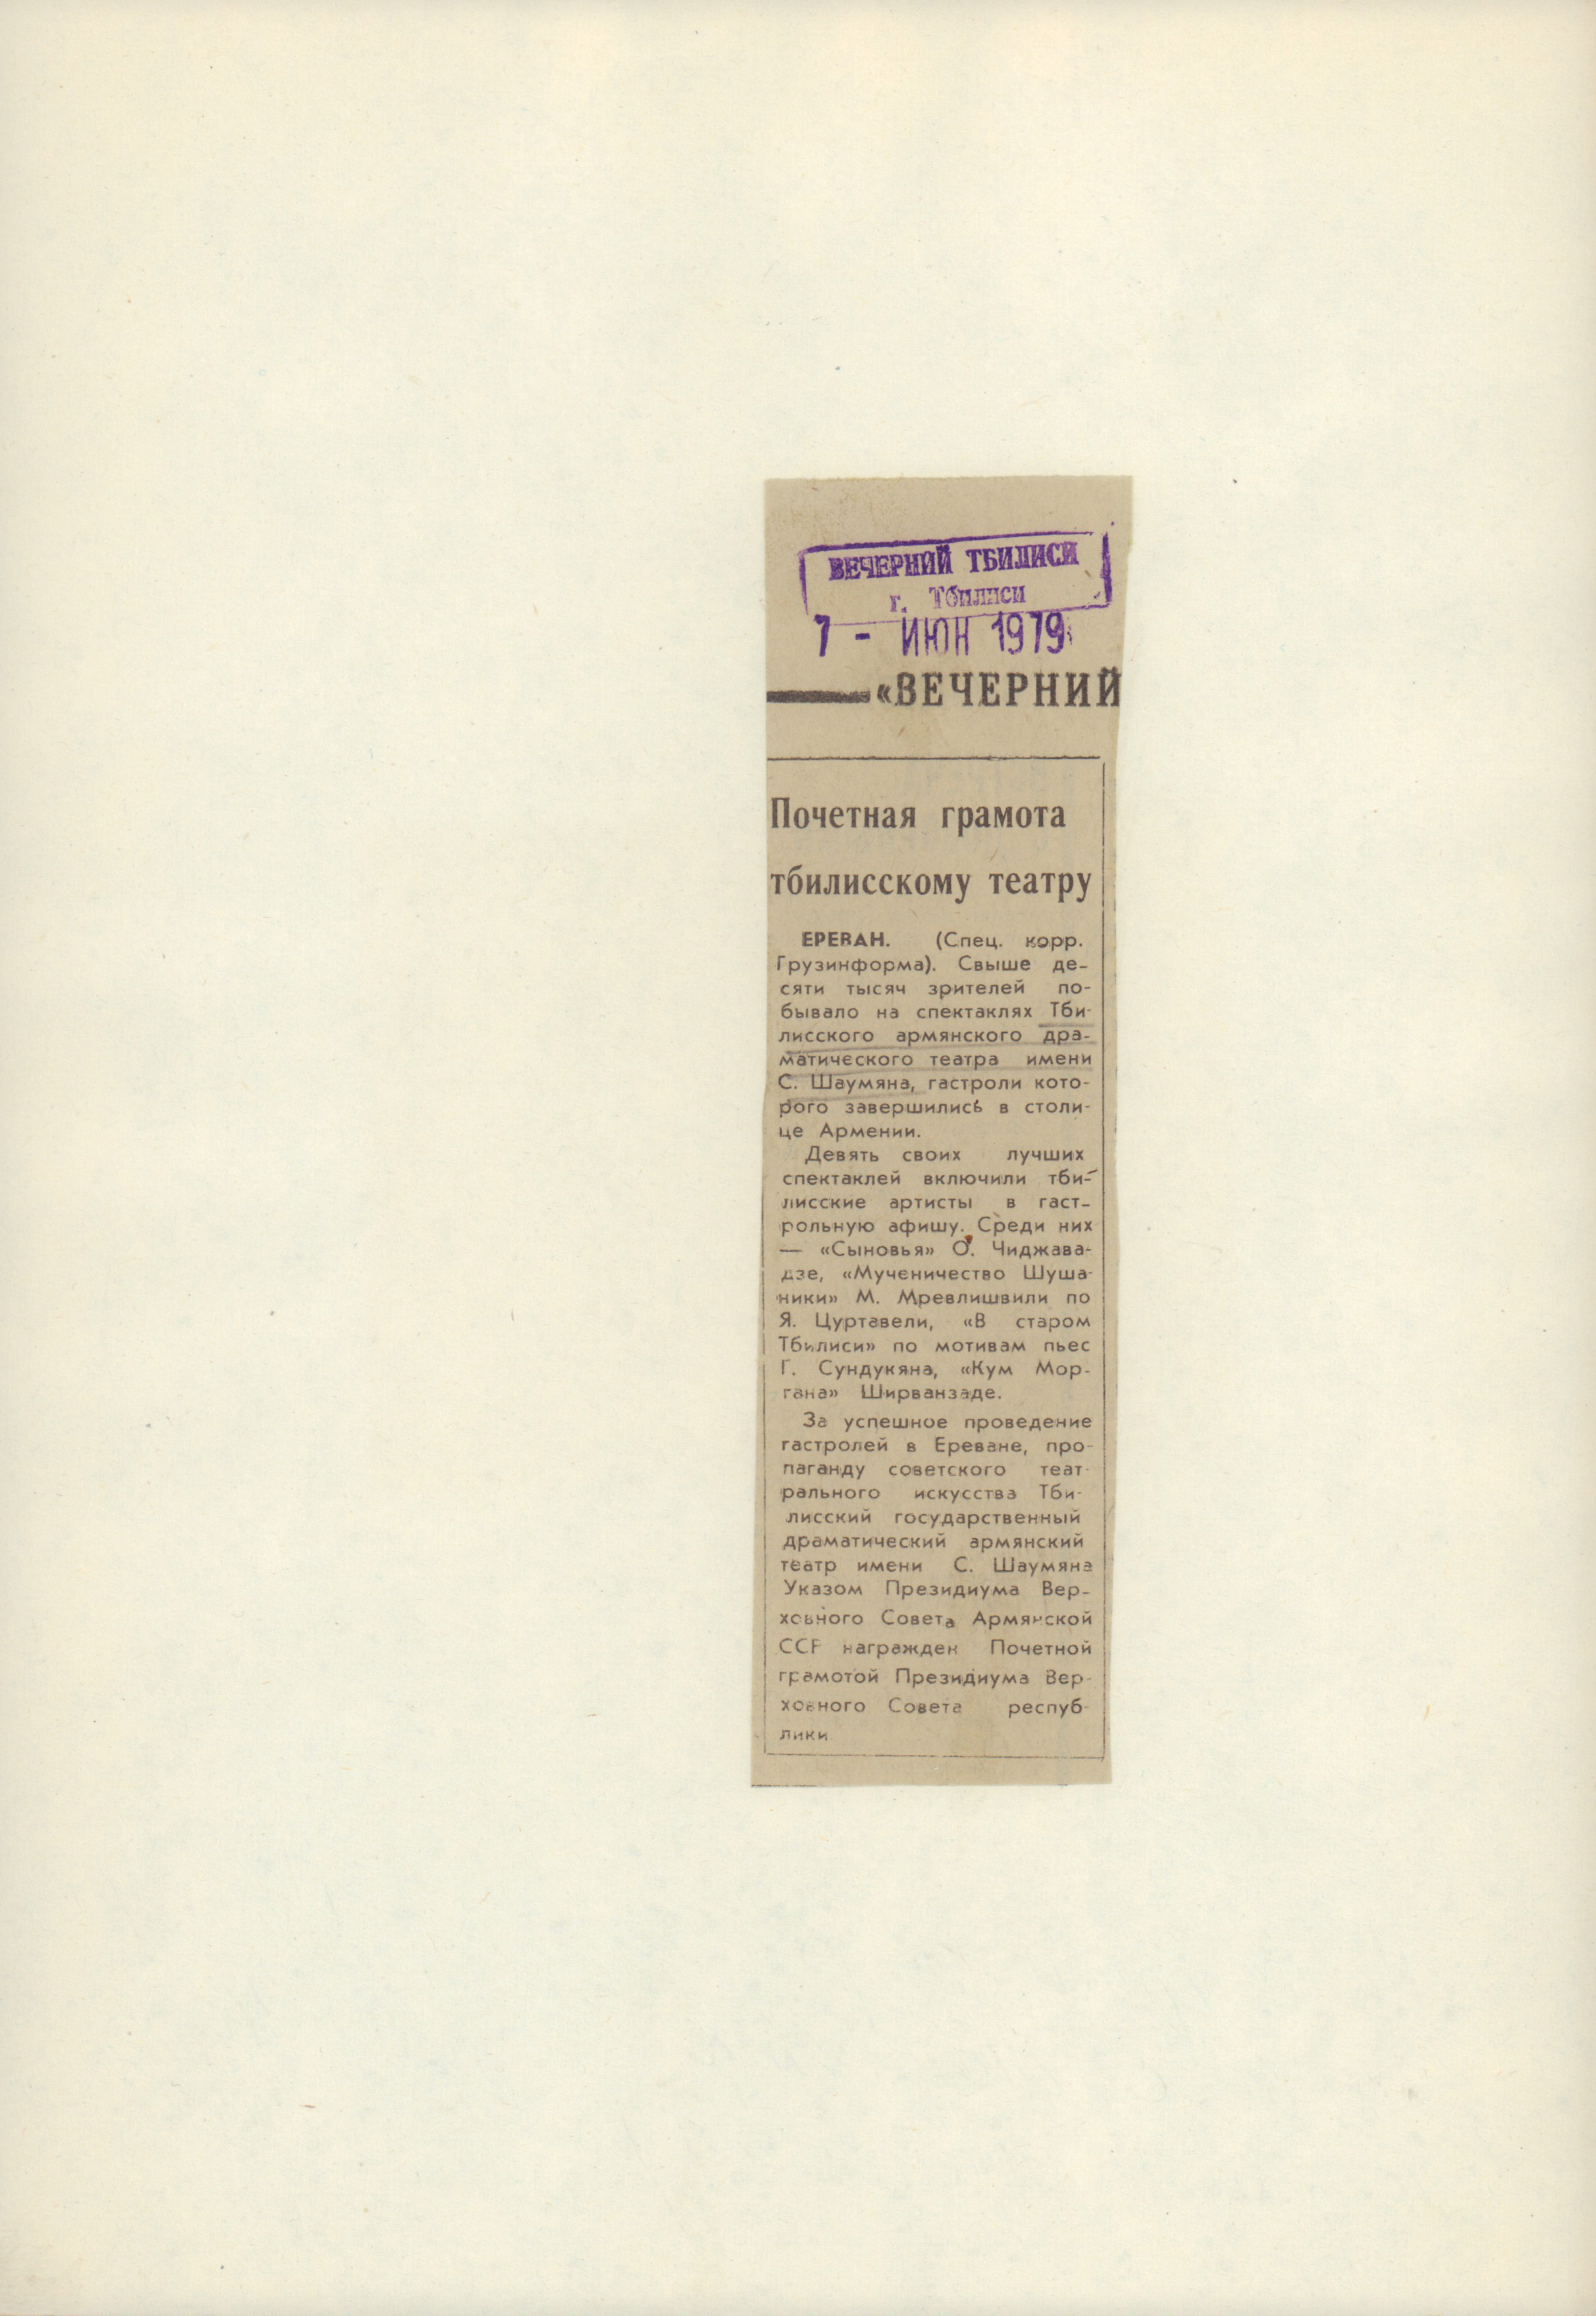 ВЕЧЕРНИЙ ТБИЛИСИ
г. Тбилиси
7 - ИЮН 1979
«ВЕЧЕРНИЙ
Почетная грамота
тбилисскому театру
ЕРЕВАН. (Спец. корр.
Грузинформа). Свыше де-
сяти тысяч зрителей по-
бывало на спектаклях Тби-
лисского армянского дра-
матического театра имени
С. Шаумяна, гастроли кото-
рого завершились в столи-
це Армении.
Девять своих лучших
спектаклей включили тби-
лисские артисты в гаст-
рольную афишу. Среди них
— «Сыновья» О. Чиджава-
дзе, «Мученичество Шуша-
ники» М. Мревлишвили по
Я. Цуртавели, «В старом
Тбилиси» по мотивам пьес
Г. Сундукяна, «Кум Мор-
гана» Ширванзаде.
За успешное проведение
гастролей в Ереване, про-
паганду советского теат-
рального искусства Тби-
лисский государственный
драматический армянский
театр имени С. Шаумяна
Указом Президиума Вер-
ховного Совета Армянской
ССР награжден Почетной
грамотой Президиума Вер-
ховного Совета респуб-
лики